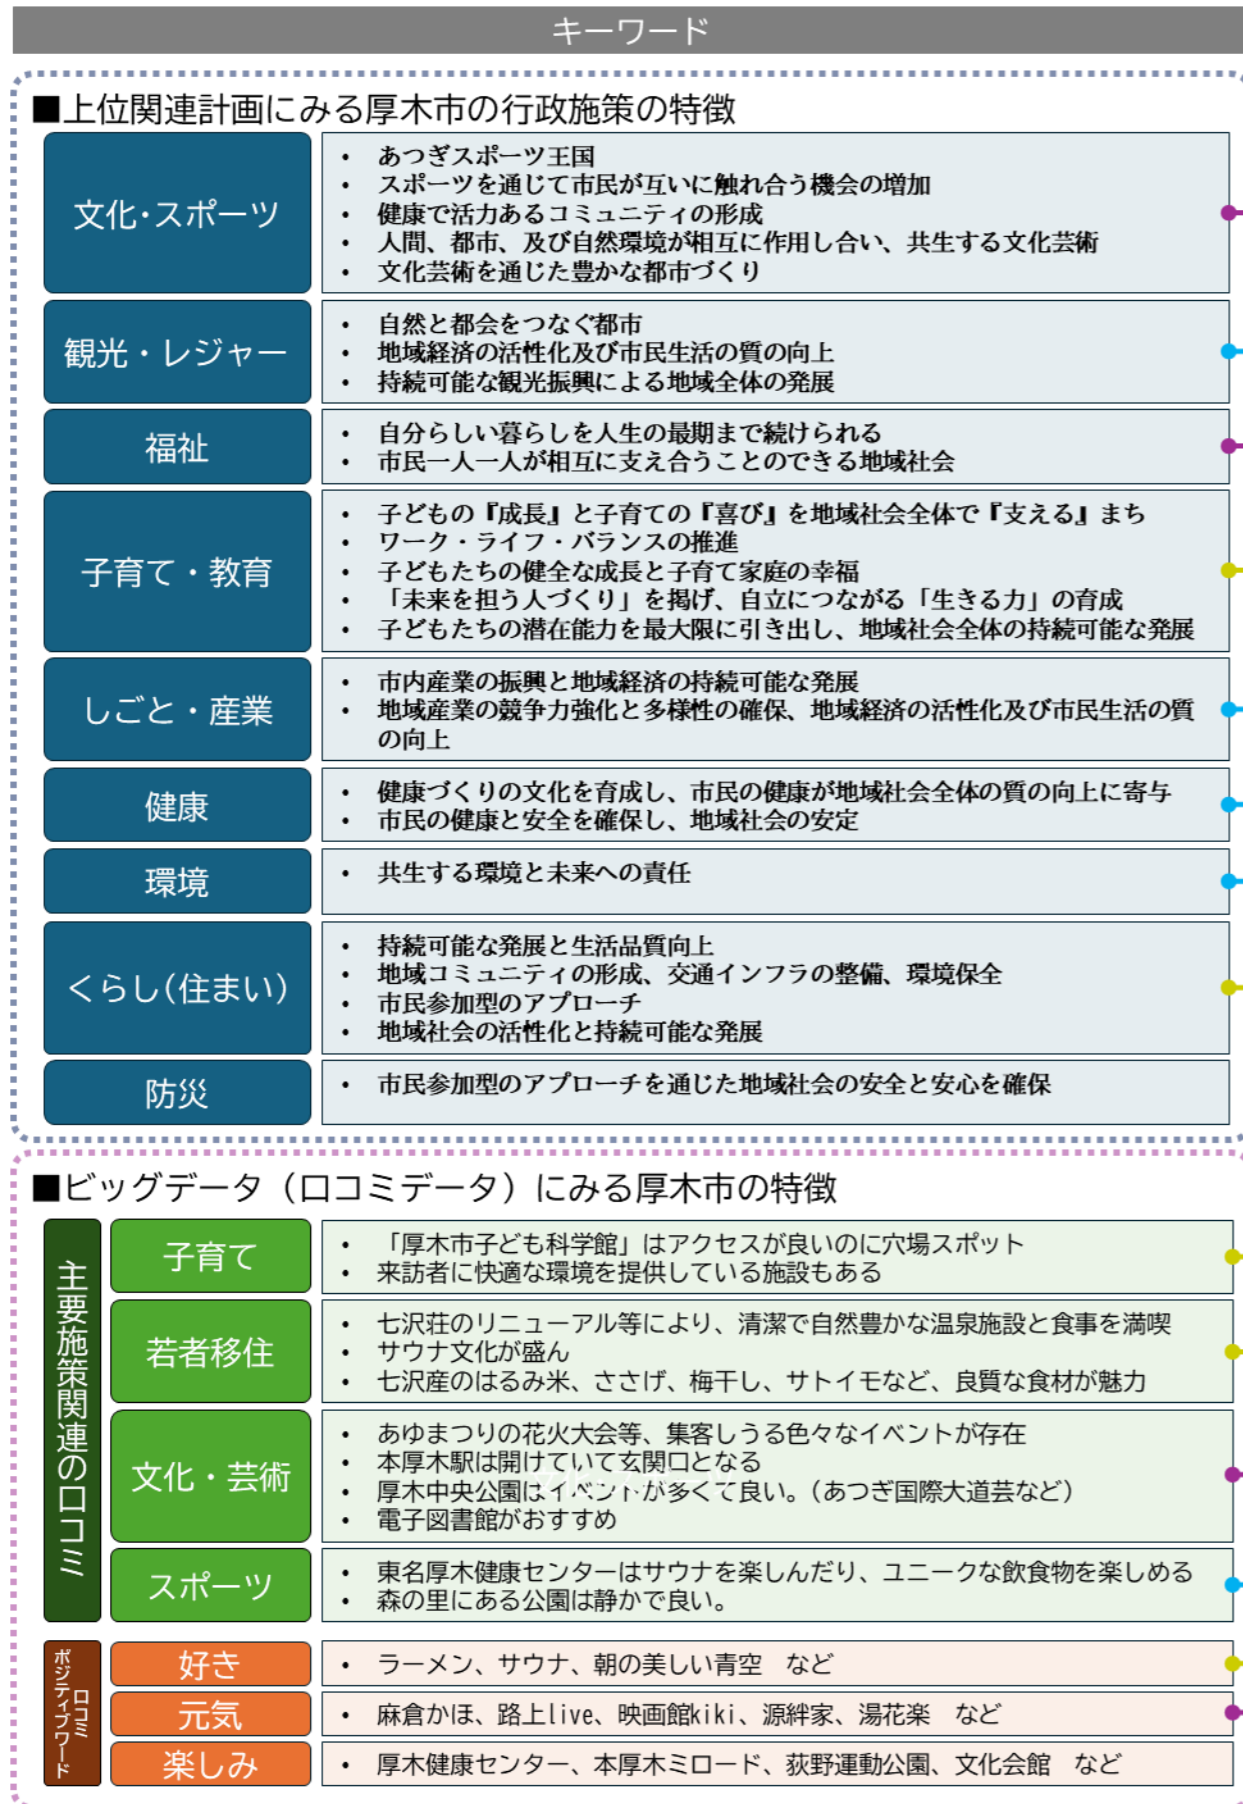 キーワード
■上位関連計画にみる厚木市の行政施策の特徴
文化・スポーツ
• あつぎスポーツ王国
• スポーツを通じて市民が互いに触れ合う機会の増加
• 健康で活力あるコミュニティの形成
• 人間、都市、及び自然環境が相互に作用し合い、共生する文化芸術
• 文化芸術を通じた豊かな都市づくり
観光・レジャー
• 自然と都会をつなぐ都市
• 地域経済の活性化及び市民生活の質の向上
• 持続可能な観光振興による地域全体の発展
福祉
• 自分らしい暮らしを人生の最期まで続けられる
• 市民一人一人が相互に支え合うことのできる地域社会
子育て・教育
• 子どもの『成長』と子育ての『喜び』を地域社会全体で『支える』まち
• ワーク・ライフ・バランスの推進
• 子どもたちの健全な成長と子育て家庭の幸福
• 「未来を担う人づくり」を掲げ、自立につながる「生きる力」の育成
• 子どもたちの潜在能力を最大限に引き出し、地域社会全体の持続可能な発展
しごと・産業
• 市内産業の振興と地域経済の持続可能な発展
• 地域産業の競争力強化と多様性の確保、地域経済の活性化及び市民生活の質
の向上
健康
• 健康づくりの文化を育成し、市民の健康が地域社会全体の質の向上に寄与
• 市民の健康と安全を確保し、地域社会の安定
環境
• 共生する環境と未来への責任
くらし(住まい)
• 持続可能な発展と生活品質向上
• 地域コミュニティの形成、交通インフラの整備、環境保全
• 市民参加型のアプローチ
• 地域社会の活性化と持続可能な発展
防災
• 市民参加型のアプローチを通じた地域社会の安全と安心を確保
■ビッグデータ（口コミデータ）にみる厚木市の特徴
主要施策関連の口コミ
子育て
• 「厚木市子ども科学館」はアクセスが良いのに穴場スポット
• 来訪者に快適な環境を提供している施設もある
若者移住
• 七沢荘のリニューアル等により、清潔で自然豊かな温泉施設と食事を満喫
• サウナ文化が盛ん
• 七沢産のはるみ米、ささげ、梅干し、サトイモなど、良質な食材が魅力
文化・芸術
• あゆまつりの花火大会等、集客しうる色々なイベントが存在
• 本厚木駅は開けていて玄関口となる
• 厚木中央公園はイベントが多くて良い。（あつぎ国際大道芸など）
文化・スポーツ
• 電子図書館がおすすめ
スポーツ
• 東名厚木健康センターはサウナを楽しんだり、ユニークな飲食物を楽しめる
• 森の里にある公園は静かで良い。
口コミ
ポジティブワード
好き
• ラーメン、サウナ、朝の美しい青空　など
元気
• 麻倉かほ、路上live、映画館kiki、源絆家、湯花楽　など
楽しみ
• 厚木健康センター、本厚木ミロード、荻野運動公園、文化会館　など